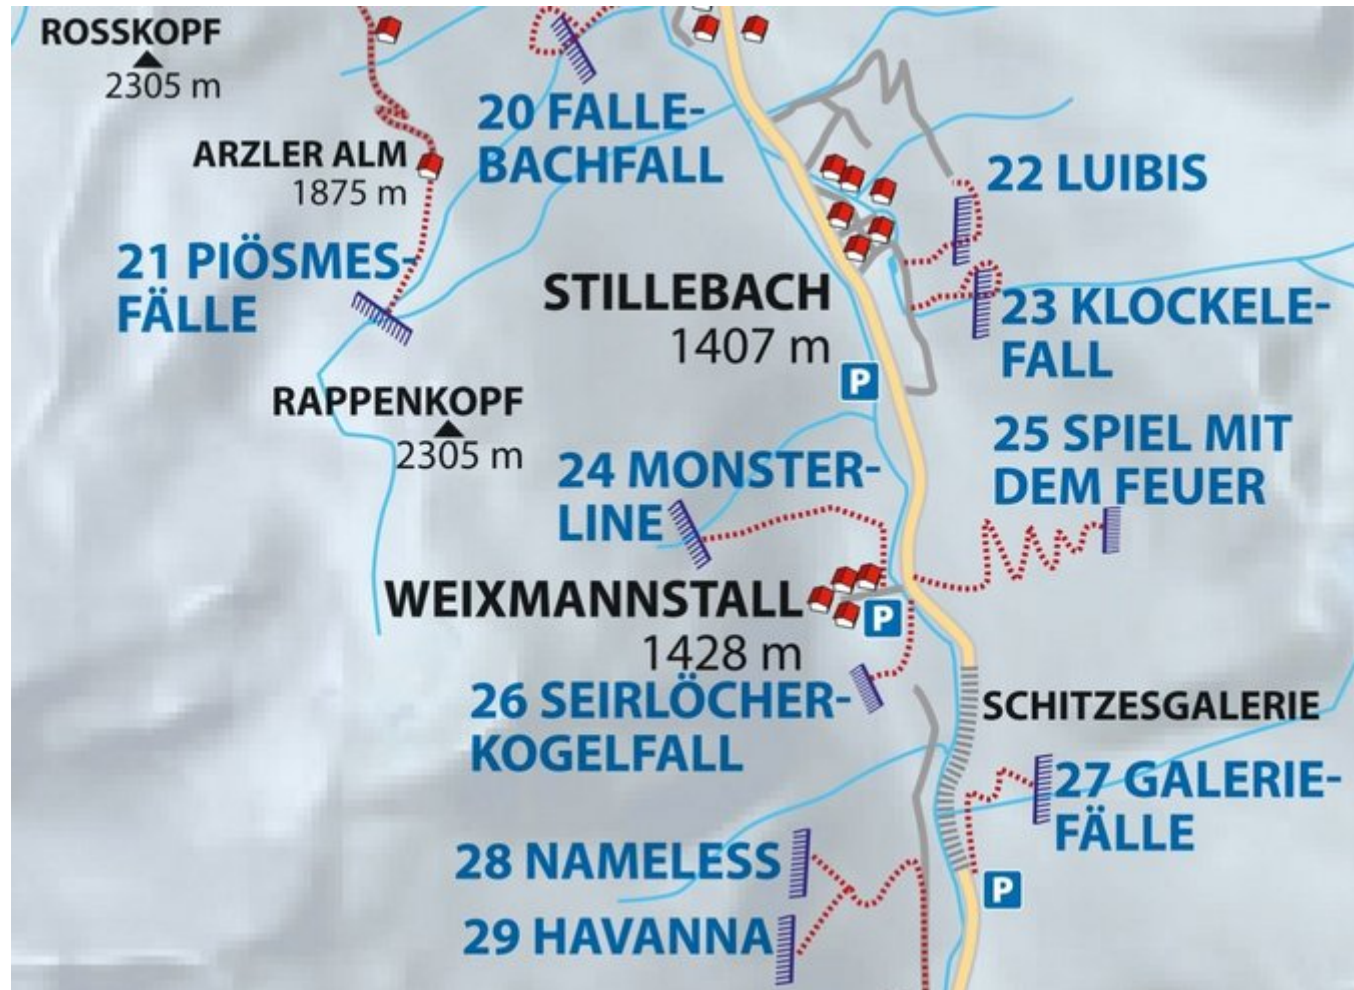 ROSSKOPF
2305 m
20 FALLE-
BACHFALL
ARZLER ALM
1875 m
22 LUIBIS
21 PIÖSMES-
FÄLLE
STILLEBACH
1407 m
23 KLOCKELE-
FALL
P
RAPPENKOPF
2305 m
25 SPIEL MIT
DEM FEUER
24 MONSTER-
LINE
WEIXMANNSTALL
1428 m
P
26 SEIRLÖCHER-
KOGELFALL
SCHITZESGALERIE
27 GALERIE-
FÄLLE
28 NAMELESS
P
29 HAVANNA